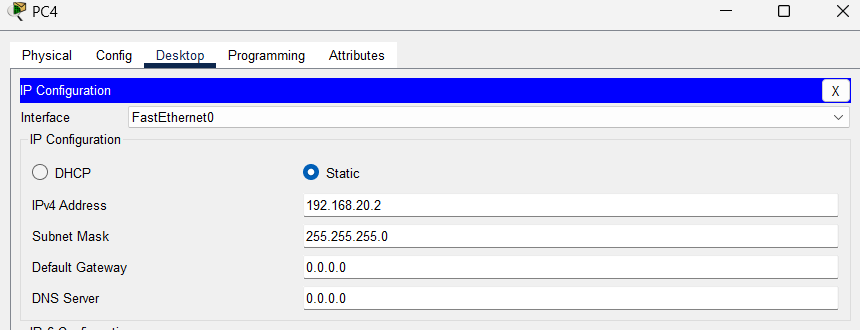 PC4
Physical Config Desktop Programming Attributes
IP Configuration X
Interface FastEthernet0
IP Configuration
DHCP Static
IPv4 Address 192.168.20.2
Subnet Mask 255.255.255.0
Default Gateway 0.0.0.0
DNS Server 0.0.0.0